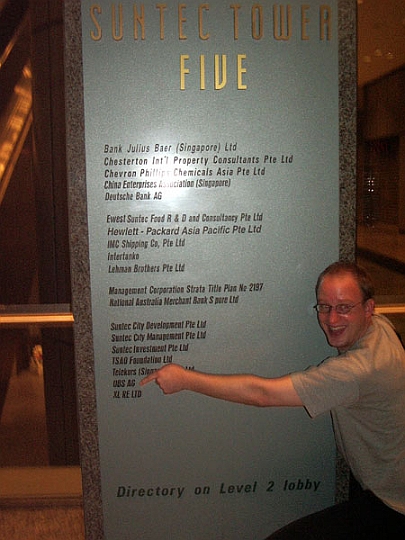 SUNTEC TOWER
FIVE
Bank Julius Baer (Singapore) Ltd
Chesterton Int'l Property Consultants Pte Ltd
Chevron Phillips Chemicals Asia Pte Ltd
China Enterprises Association (Singapore)
Deutsche Bank AG
Ewest Suntec Food R & D and Consultancy Pte Ltd
Hewlett - Packard Asia Pacific Pte Ltd
IMC Shipping Co, Pte Ltd
Intertanko
Lehman Brothers Pte Ltd
Management Corporation Strata Title Plan No 2197
National Australia Merchant Bank S'pore Ltd
Suntec City Development Pte Ltd
Suntec City Management Pte Ltd
Suntec Investment Pte Ltd
TSAO Foundation Ltd
Telekurs
UBS AG
XL RE LTD
Directory on Level 2 lobby